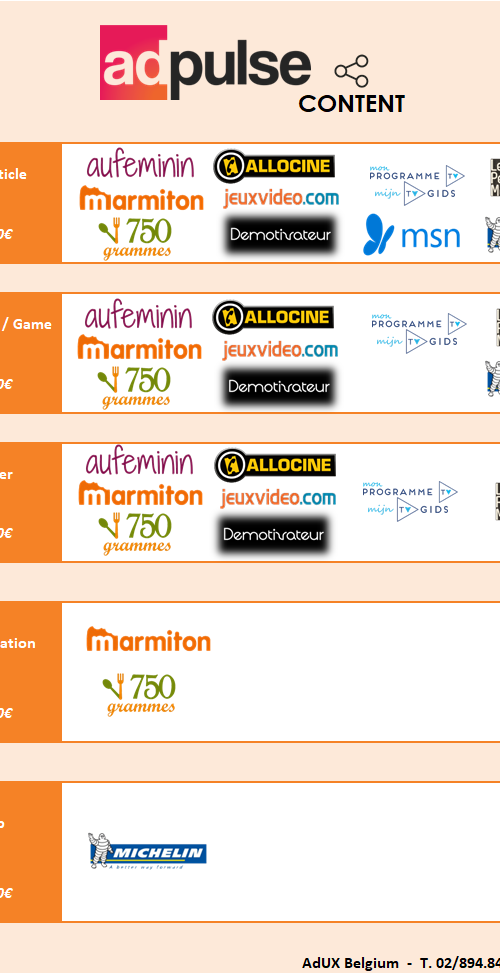 adpulse
CONTENT
ticle
0€
aufeminin
marmiton
750
grammes
ALLOCINE
jeuxvideo.com
Demotivateur
mon
PROGRAMME TV
mijn TV GIDS
msn
/ Game
0€
aufeminin
marmiton
750
grammes
ALLOCINE
jeuxvideo.com
Demotivateur
mon
PROGRAMME TV
mijn TV GIDS
er
0€
aufeminin
marmiton
750
grammes
ALLOCINE
jeuxvideo.com
Demotivateur
mon
PROGRAMME TV
mijn TV GIDS
ation
0€
marmiton
750
grammes
0€
MICHELIN
A better way forward
AdUX Belgium - T. 02/894.84